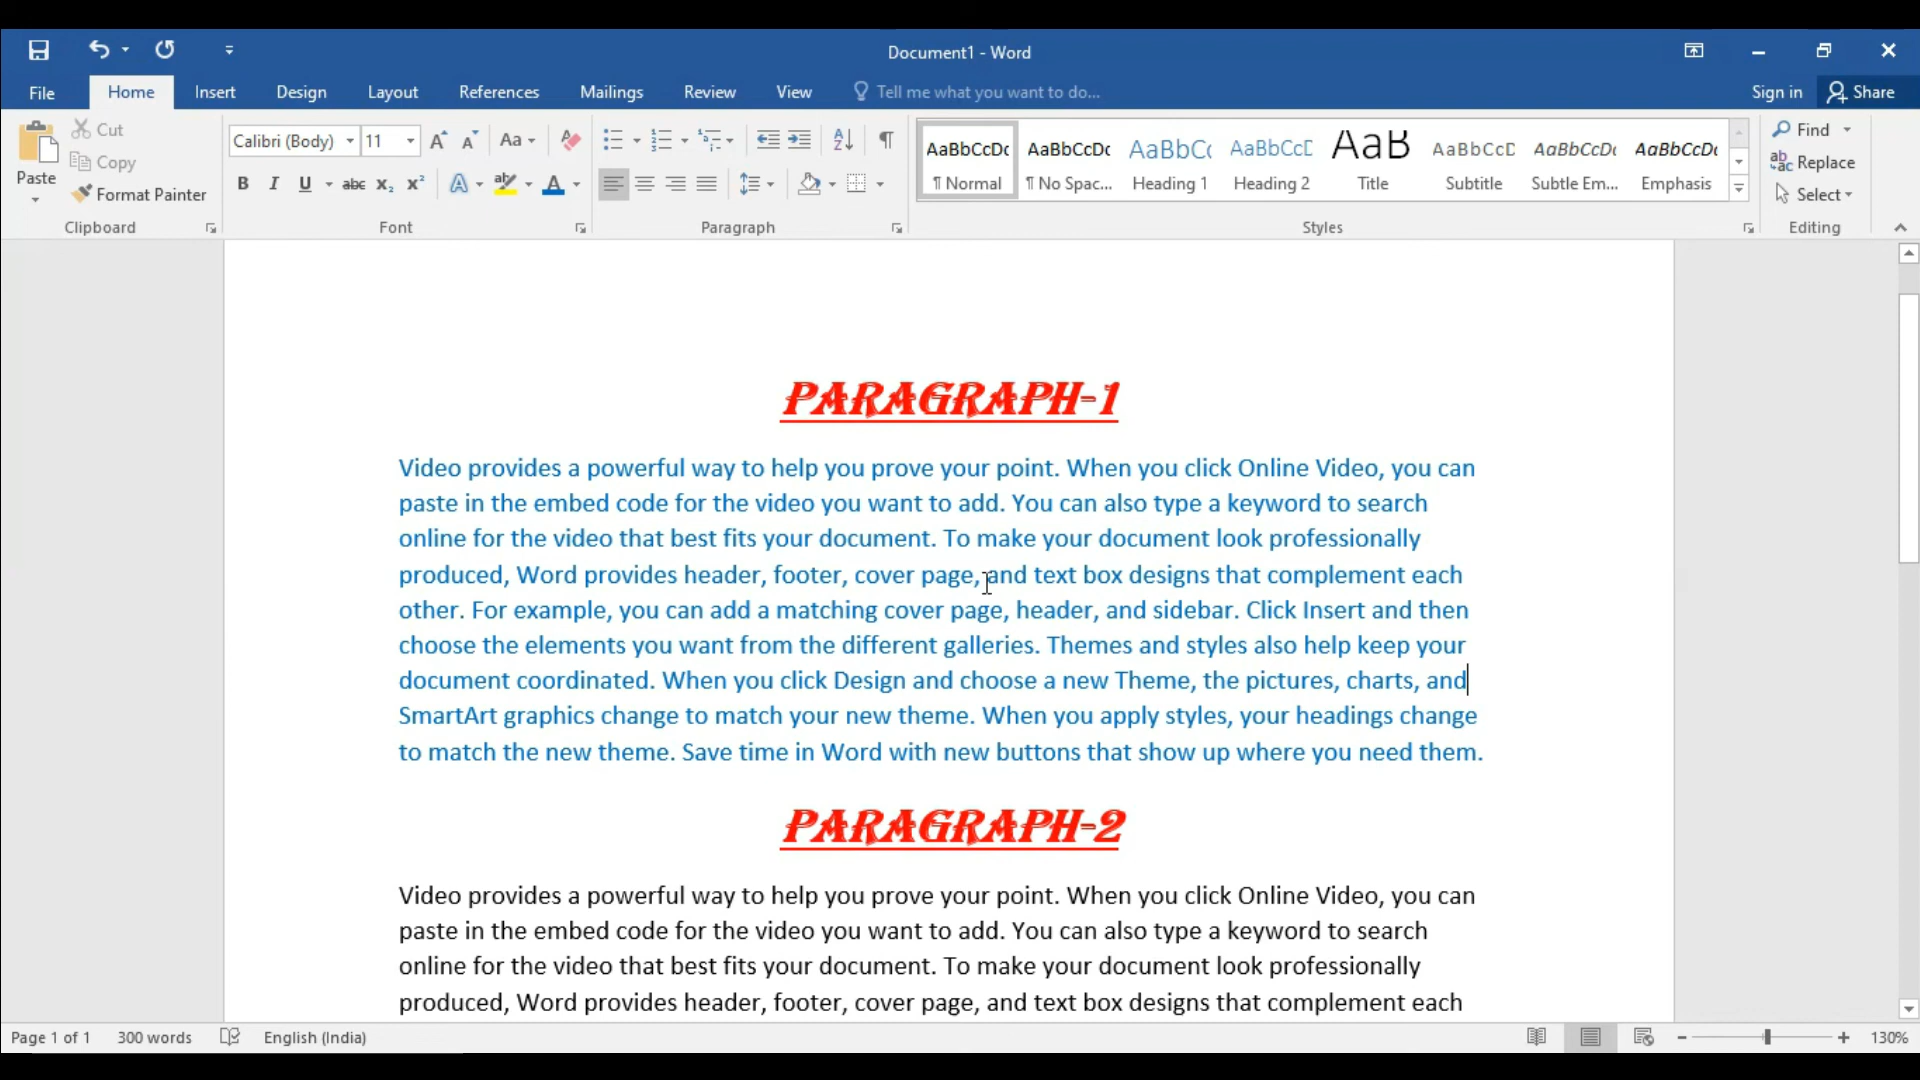 Document1 - Word
File Home Insert Design Layout References Mailings Review View Tell me what you want to do... Sign in Share
Paste
Cut
Copy
Format Painter
Clipboard
Calibri (Body) 11 A A Aa
B I U abc X₂ X² A aby A
Font
Paragraph
AaBbCcDc AaBbCcDc AaBbCc AaBbCcD AaB AaBbCcD AaBbCcDc AaBbCcDc
¶ Normal ¶ No Spac... Heading 1 Heading 2 Title Subtitle Subtle Em... Emphasis
Styles
Find
Replace
Select
Editing
PARAGRAPH-1
Video provides a powerful way to help you prove your point. When you click Online Video, you can
paste in the embed code for the video you want to add. You can also type a keyword to search
online for the video that best fits your document. To make your document look professionally
produced, Word provides header, footer, cover page, and text box designs that complement each
other. For example, you can add a matching cover page, header, and sidebar. Click Insert and then
choose the elements you want from the different galleries. Themes and styles also help keep your
document coordinated. When you click Design and choose a new Theme, the pictures, charts, and
SmartArt graphics change to match your new theme. When you apply styles, your headings change
to match the new theme. Save time in Word with new buttons that show up where you need them.
PARAGRAPH-2
Video provides a powerful way to help you prove your point. When you click Online Video, you can
paste in the embed code for the video you want to add. You can also type a keyword to search
online for the video that best fits your document. To make your document look professionally
produced, Word provides header, footer, cover page, and text box designs that complement each
Page 1 of 1 300 words English (India) 130%